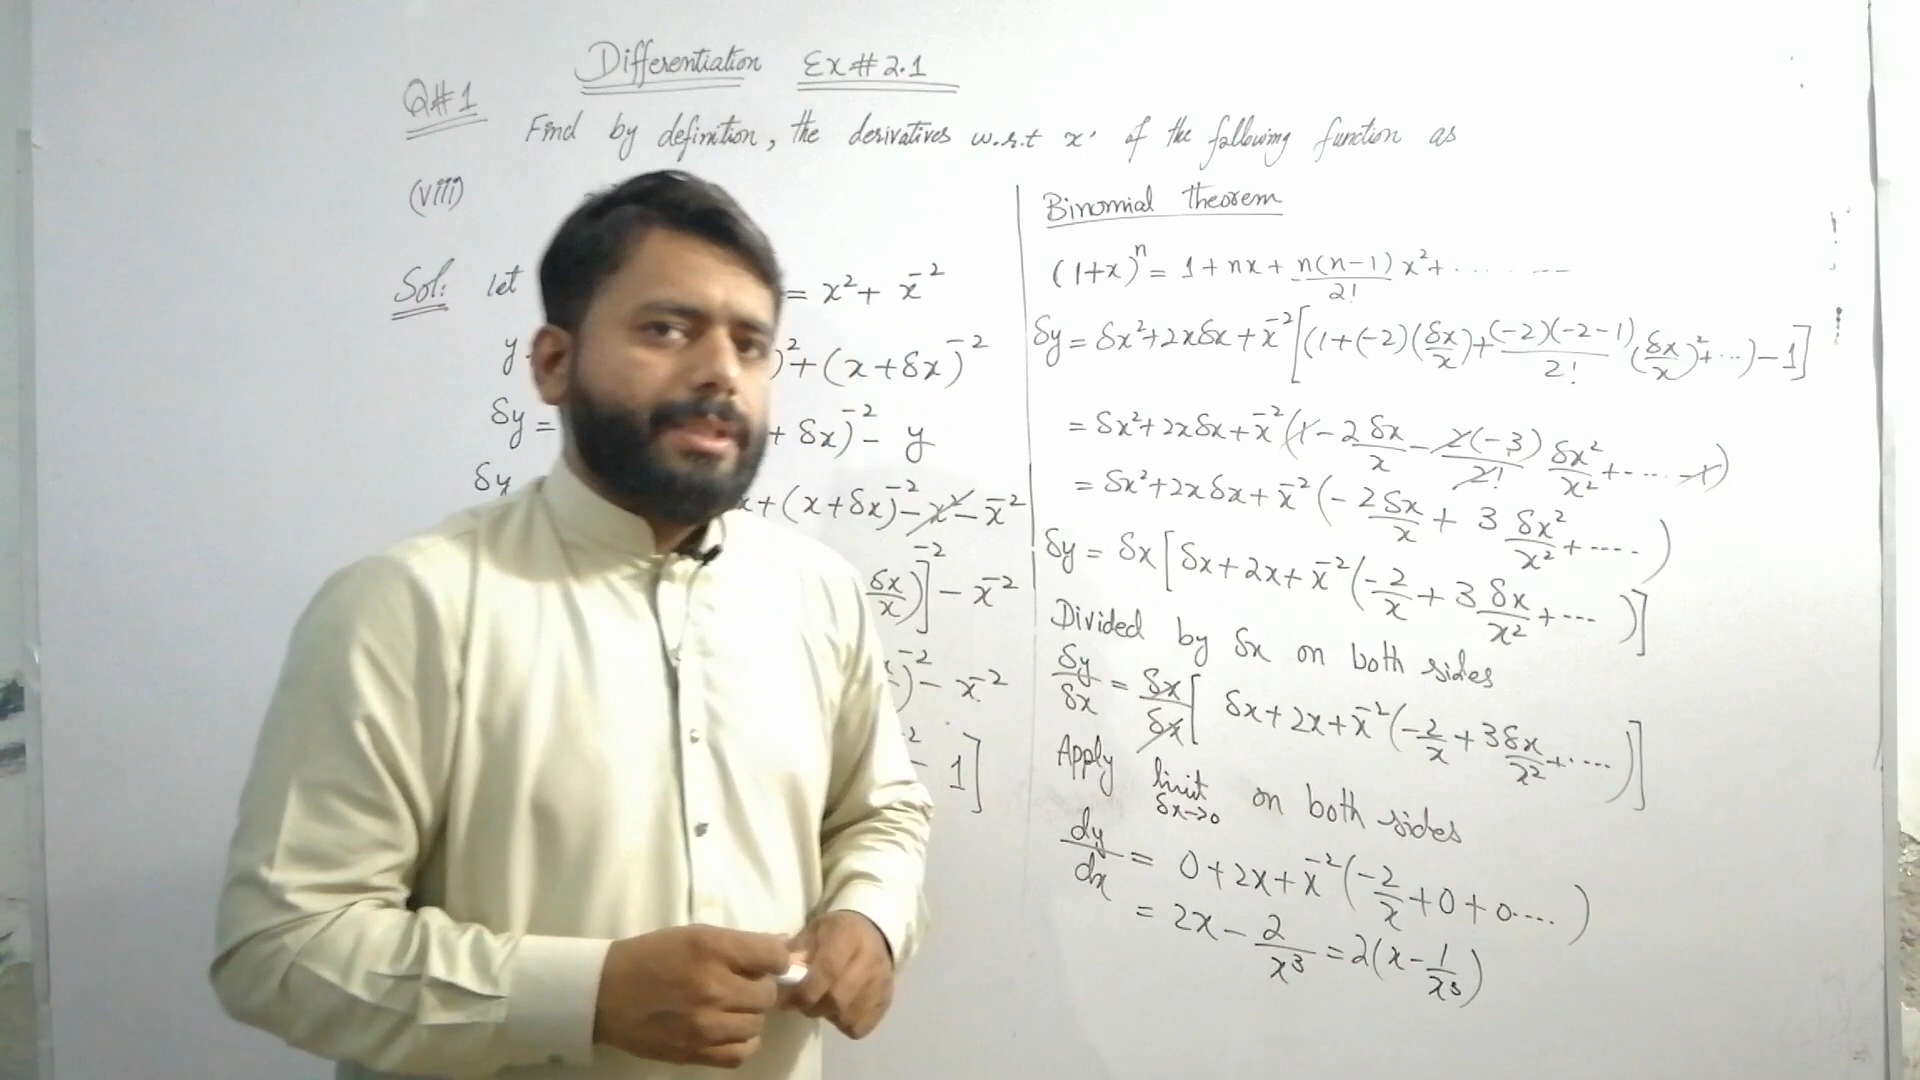 Differentiation Ex#2.1
Q#1
Find by definition, the derivatives w.r.t x' of the following function as
(viii)
Sol: let = x² + x⁻²
y )² + (x+δx)⁻²
δy = + δx)⁻² - y
δy x + (x+δx)⁻² - x² - x⁻²
δx/x)]⁻² - x⁻²
)⁻² - x⁻²
⁻² - 1]
Binomial theorem
(1+x)ⁿ = 1 + nx + n(n-1)/2! x² + ........
δy = δx² + 2xδx + x⁻²[(1+(-2)(δx/x) + (-2)(-2-1)/2! (δx/x)² + ...) - 1]
= δx² + 2xδx + x⁻²(1 - 2 δx/x - 2(-3)/2! δx²/x² + ..... - 1)
= δx² + 2xδx + x⁻²(- 2δx/x + 3 δx²/x² + ..... )
δy = δx[δx + 2x + x⁻²(-2/x + 3 δx/x² + ... )]
Divided by δx on both sides
δy/δx = δx/δx[ δx + 2x + x⁻²(-2/x + 3δx/x² + ..... )]
Apply limit δx→0 on both sides
dy/dx = 0 + 2x + x⁻²(-2/x + 0 + 0.... )
= 2x - 2/x³ = 2(x - 1/x³)